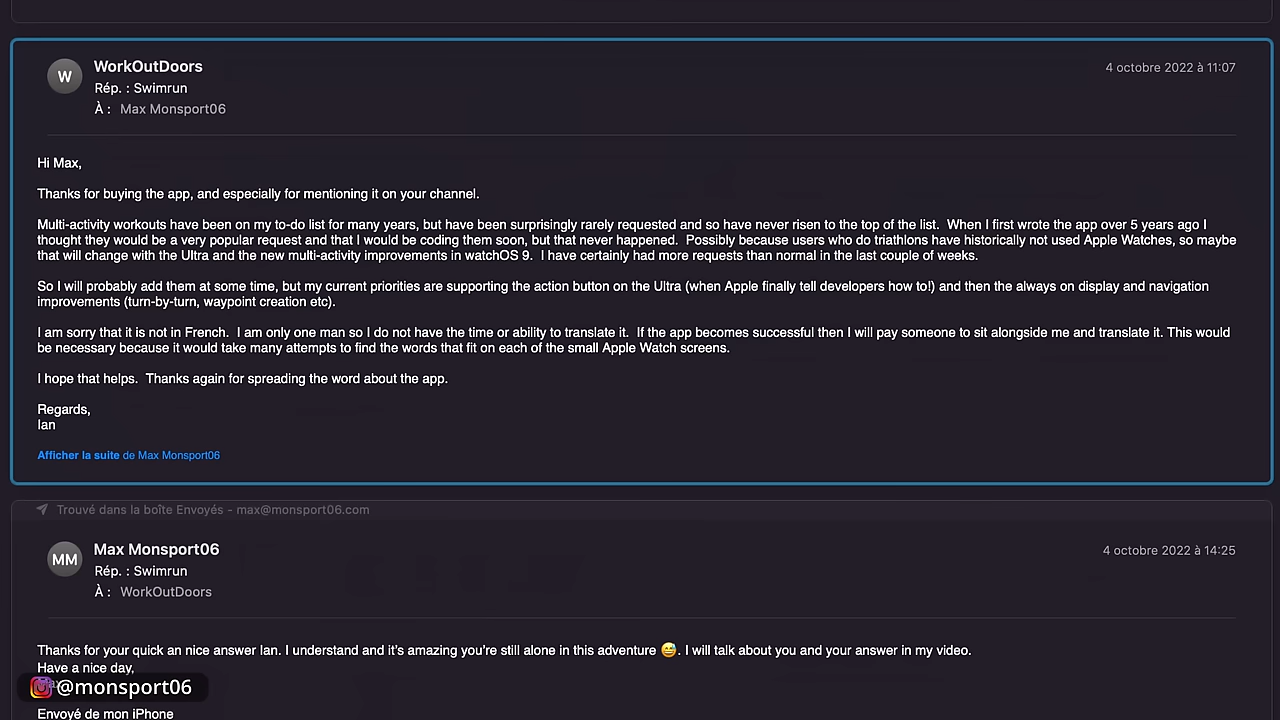 W
WorkOutDoors
4 octobre 2022 à 11:07
Rép. : Swimrun
À : Max Monsport06
Hi Max,
Thanks for buying the app, and especially for mentioning it on your channel.
Multi-activity workouts have been on my to-do list for many years, but have been surprisingly rarely requested and so have never risen to the top of the list.  When I first wrote the app over 5 years ago I
thought they would be a very popular request and that I would be coding them soon, but that never happened.  Possibly because users who do triathlons have historically not used Apple Watches, so maybe
that will change with the Ultra and the new multi-activity improvements in watchOS 9.  I have certainly had more requests than normal in the last couple of weeks.
So I will probably add them at some time, but my current priorities are supporting the action button on the Ultra (when Apple finally tell developers how to!) and then the always on display and navigation
improvements (turn-by-turn, waypoint creation etc).
I am sorry that it is not in French.  I am only one man so I do not have the time or ability to translate it.  If the app becomes successful then I will pay someone to sit alongside me and translate it. This would
be necessary because it would take many attempts to find the words that fit on each of the small Apple Watch screens.
I hope that helps.  Thanks again for spreading the word about the app.
Regards,
Ian
Afficher la suite de Max Monsport06
Trouvé dans la boîte Envoyés - max@monsport06.com
MM
Max Monsport06
4 octobre 2022 à 14:25
Rép. : Swimrun
À : WorkOutDoors
Thanks for your quick an nice answer Ian. I understand and it's amazing you're still alone in this adventure 😅. I will talk about you and your answer in my video.
Have a nice day,
@monsport06
Envoyé de mon iPhone